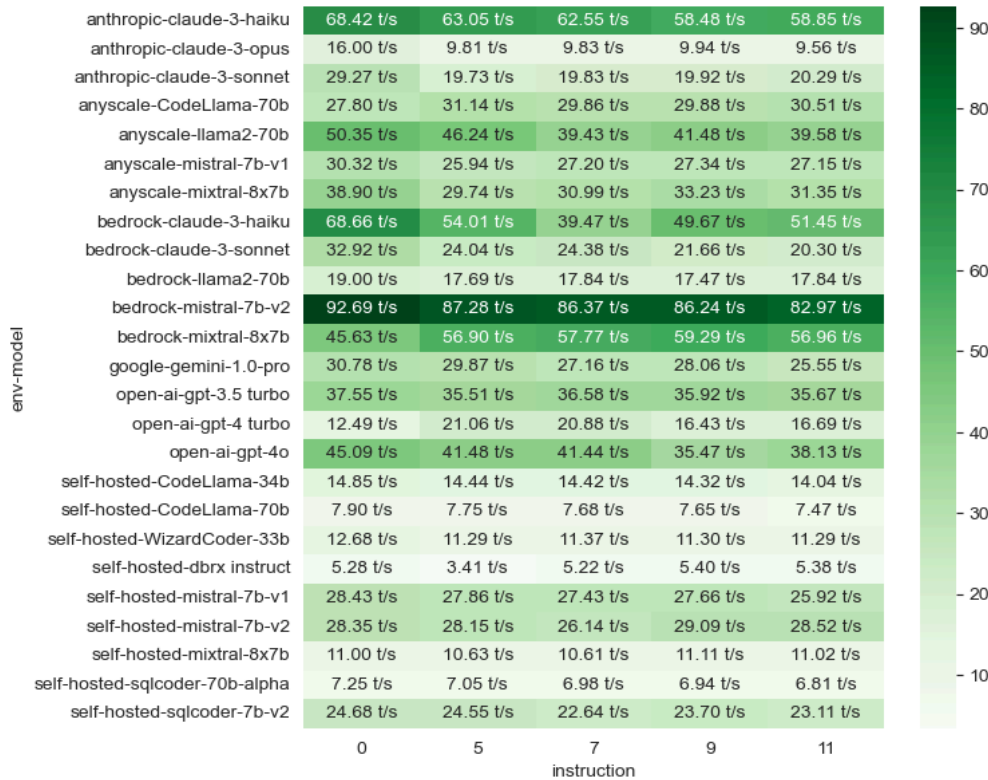 anthropic-claude-3-haiku 68.42 t/s 63.05 t/s 62.55 t/s 58.48 t/s 58.85 t/s
anthropic-claude-3-opus 16.00 t/s 9.81 t/s 9.83 t/s 9.94 t/s 9.56 t/s
anthropic-claude-3-sonnet 29.27 t/s 19.73 t/s 19.83 t/s 19.92 t/s 20.29 t/s
anyscale-CodeLlama-70b 27.80 t/s 31.14 t/s 29.86 t/s 29.88 t/s 30.51 t/s
anyscale-llama2-70b 50.35 t/s 46.24 t/s 39.43 t/s 41.48 t/s 39.58 t/s
anyscale-mistral-7b-v1 30.32 t/s 25.94 t/s 27.20 t/s 27.34 t/s 27.15 t/s
anyscale-mixtral-8x7b 38.90 t/s 29.74 t/s 30.99 t/s 33.23 t/s 31.35 t/s
bedrock-claude-3-haiku 68.66 t/s 54.01 t/s 39.47 t/s 49.67 t/s 51.45 t/s
bedrock-claude-3-sonnet 32.92 t/s 24.04 t/s 24.38 t/s 21.66 t/s 20.30 t/s
bedrock-llama2-70b 19.00 t/s 17.69 t/s 17.84 t/s 17.47 t/s 17.84 t/s
bedrock-mistral-7b-v2 92.69 t/s 87.28 t/s 86.37 t/s 86.24 t/s 82.97 t/s
bedrock-mixtral-8x7b 45.63 t/s 56.90 t/s 57.77 t/s 59.29 t/s 56.96 t/s
google-gemini-1.0-pro 30.78 t/s 29.87 t/s 27.16 t/s 28.06 t/s 25.55 t/s
open-ai-gpt-3.5 turbo 37.55 t/s 35.51 t/s 36.58 t/s 35.92 t/s 35.67 t/s
open-ai-gpt-4 turbo 12.49 t/s 21.06 t/s 20.88 t/s 16.43 t/s 16.69 t/s
open-ai-gpt-4o 45.09 t/s 41.48 t/s 41.44 t/s 35.47 t/s 38.13 t/s
self-hosted-CodeLlama-34b 14.85 t/s 14.44 t/s 14.42 t/s 14.32 t/s 14.04 t/s
self-hosted-CodeLlama-70b 7.90 t/s 7.75 t/s 7.68 t/s 7.65 t/s 7.47 t/s
self-hosted-WizardCoder-33b 12.68 t/s 11.29 t/s 11.37 t/s 11.30 t/s 11.29 t/s
self-hosted-dbrx instruct 5.28 t/s 3.41 t/s 5.22 t/s 5.40 t/s 5.38 t/s
self-hosted-mistral-7b-v1 28.43 t/s 27.86 t/s 27.43 t/s 27.66 t/s 25.92 t/s
self-hosted-mistral-7b-v2 28.35 t/s 28.15 t/s 26.14 t/s 29.09 t/s 28.52 t/s
self-hosted-mixtral-8x7b 11.00 t/s 10.63 t/s 10.61 t/s 11.11 t/s 11.02 t/s
self-hosted-sqlcoder-70b-alpha 7.25 t/s 7.05 t/s 6.98 t/s 6.94 t/s 6.81 t/s
self-hosted-sqlcoder-7b-v2 24.68 t/s 24.55 t/s 22.64 t/s 23.70 t/s 23.11 t/s
0 5 7 9 11
instruction
env-model
90
80
70
60
50
40
30
20
10